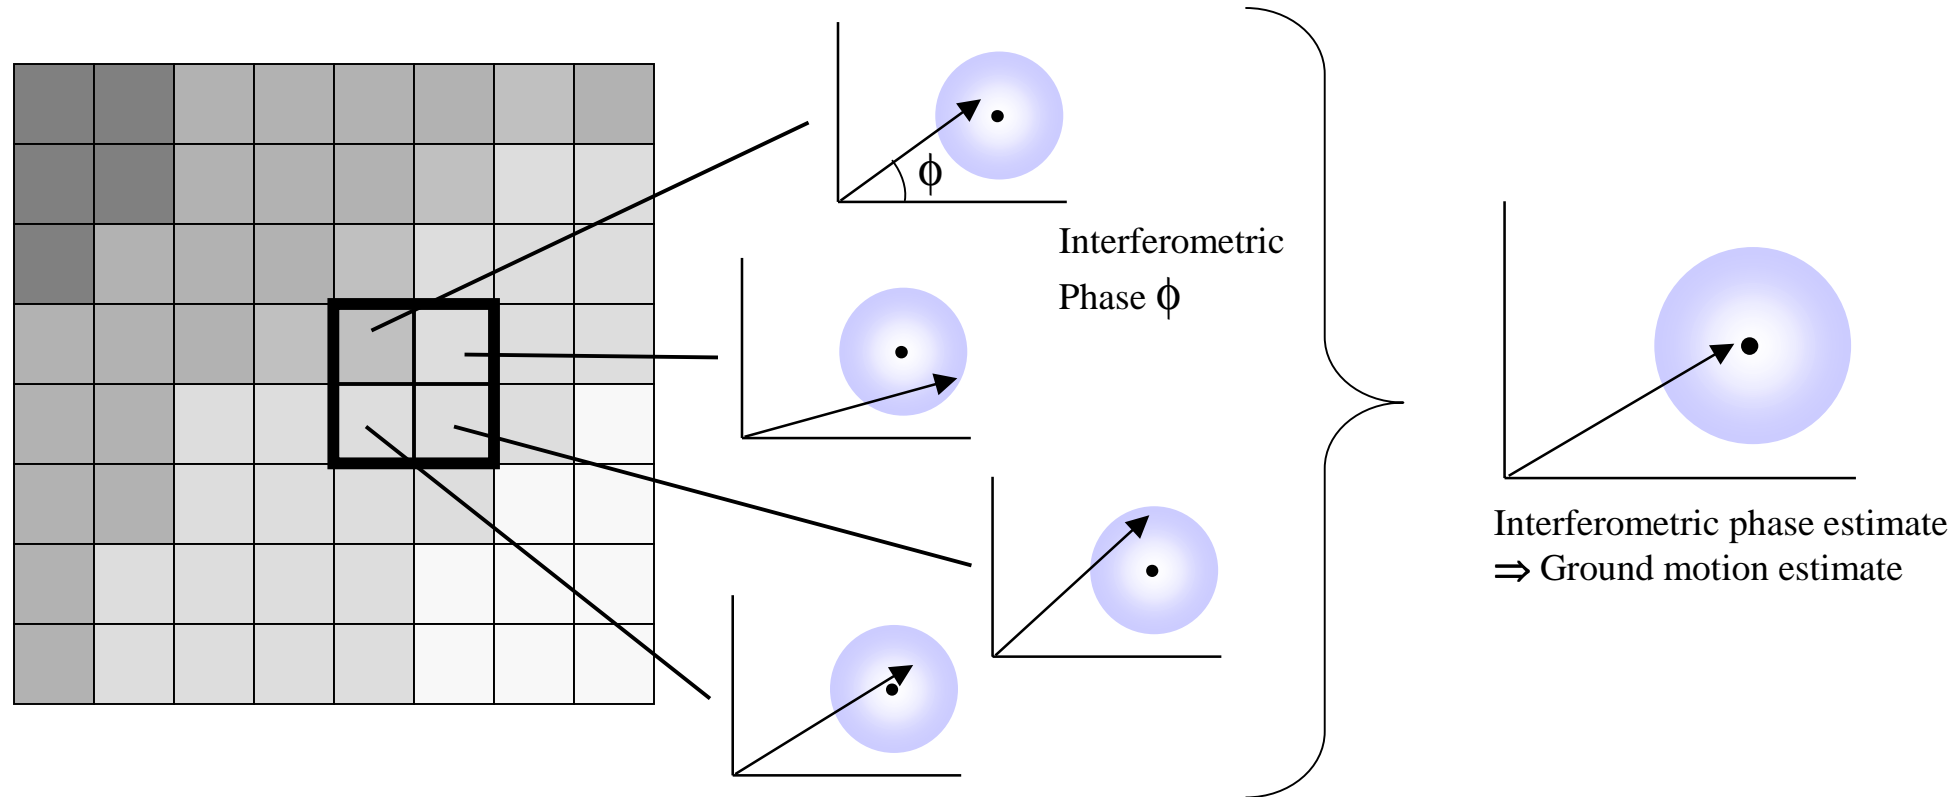 ϕ
Interferometric
Phase ϕ
Interferometric phase estimate
⇒ Ground motion estimate